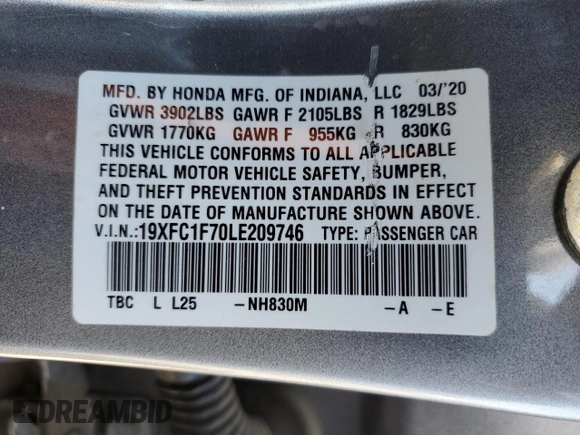 MFD. BY HONDA MFG. OF INDIANA, LLC 03/'20
GVWR 3902LBS GAWR F 2105LBS R 1829LBS
GVWR 1770KG GAWR F 955KG R 830KG
THIS VEHICLE CONFORMS TO ALL APPLICABLE
FEDERAL MOTOR VEHICLE SAFETY, BUMPER,
AND THEFT PREVENTION STANDARDS IN EFFECT
ON THE DATE OF MANUFACTURE SHOWN ABOVE.
V.I.N.:19XFC1F70LE209746 TYPE: PASSENGER CAR
TBC L L25 –NH830M –A –E
DREAMBID